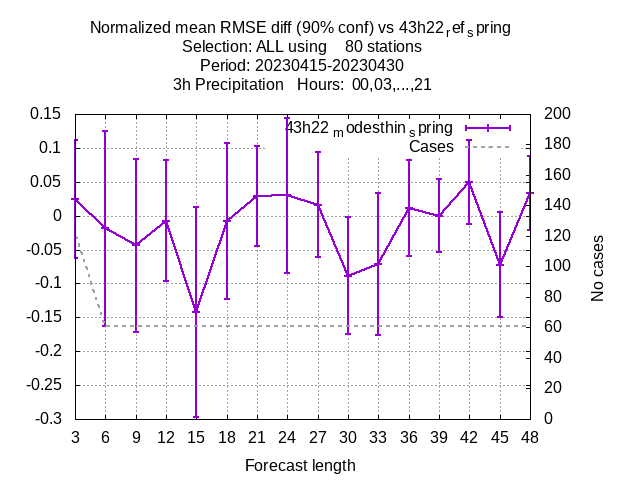 Normalized mean RMSE diff (90% conf) vs 43h22refspring
Selection: ALL using 80 stations
Period: 20230415-20230430
3h Precipitation Hours: 00,03,...,21
43h22 modesthinspring
Cases
0.15 200
0.1 180
0.05 160
0 140
-0.05 120
-0.1 100
-0.15 80
-0.2 60
-0.25 40
-0.3 20
0
No cases
3 6 9 12 15 18 21 24 27 30 33 36 39 42 45 48
Forecast length